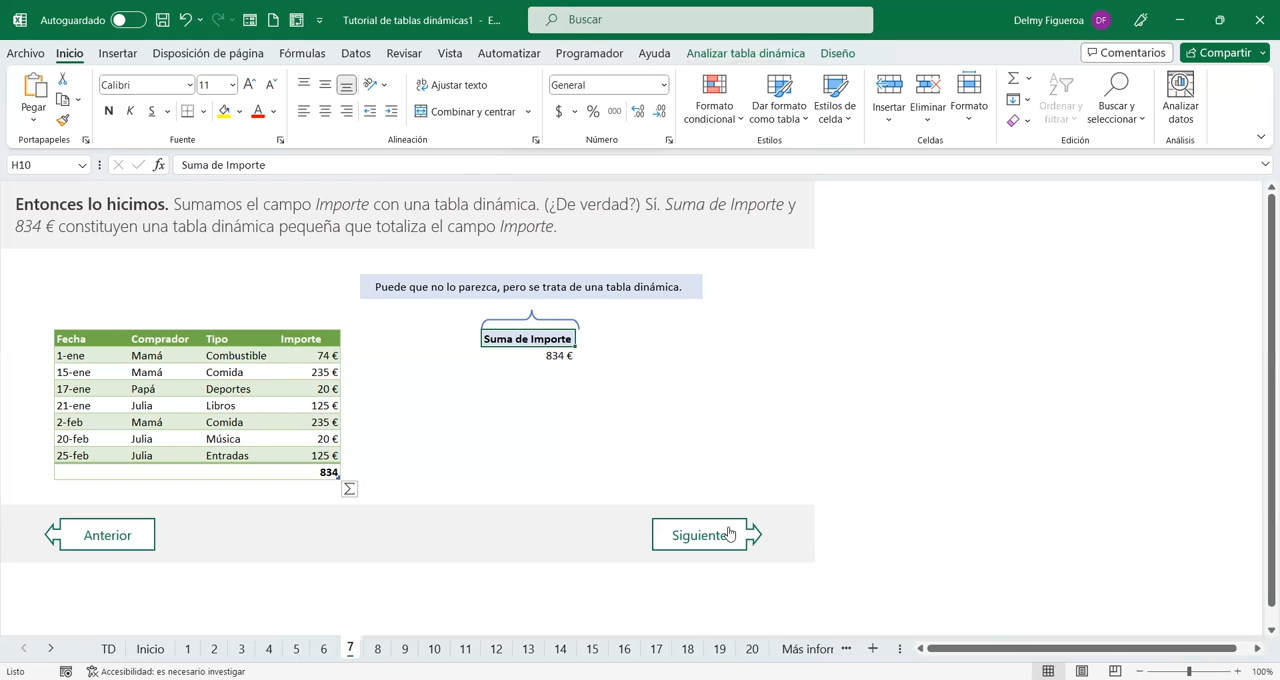 Autoguardado
Tutorial de tablas dinámicas1 - E...
Buscar
Delmy Figueroa
DF
Archivo Inicio Insertar Disposición de página Fórmulas Datos Revisar Vista Automatizar Programador Ayuda Analizar tabla dinámica Diseño Comentarios Compartir
Pegar
Portapapeles
Calibri 11
N K S
Fuente
Ajustar texto
Combinar y centrar
Alineación
General
$ % 000
Número
Formato condicional
Dar formato como tabla
Estilos de celda
Estilos
Insertar Eliminar Formato
Celdas
Ordenar y filtrar
Buscar y seleccionar
Edición
Analizar datos
Análisis
H10 fx Suma de Importe
Entonces lo hicimos. Sumamos el campo Importe con una tabla dinámica. (¿De verdad?) Sí. Suma de Importe y
834 € constituyen una tabla dinámica pequeña que totaliza el campo Importe.
Puede que no lo parezca, pero se trata de una tabla dinámica.
Suma de Importe
834 €
Fecha Comprador Tipo Importe
1-ene Mamá Combustible 74 €
15-ene Mamá Comida 235 €
17-ene Papá Deportes 20 €
21-ene Julia Libros 125 €
2-feb Mamá Comida 235 €
20-feb Julia Música 20 €
25-feb Julia Entradas 125 €
834
Anterior
Siguiente
TD Inicio 1 2 3 4 5 6 7 8 9 10 11 12 13 14 15 16 17 18 19 20 Más inforr ...
Listo
Accesibilidad: es necesario investigar
100%